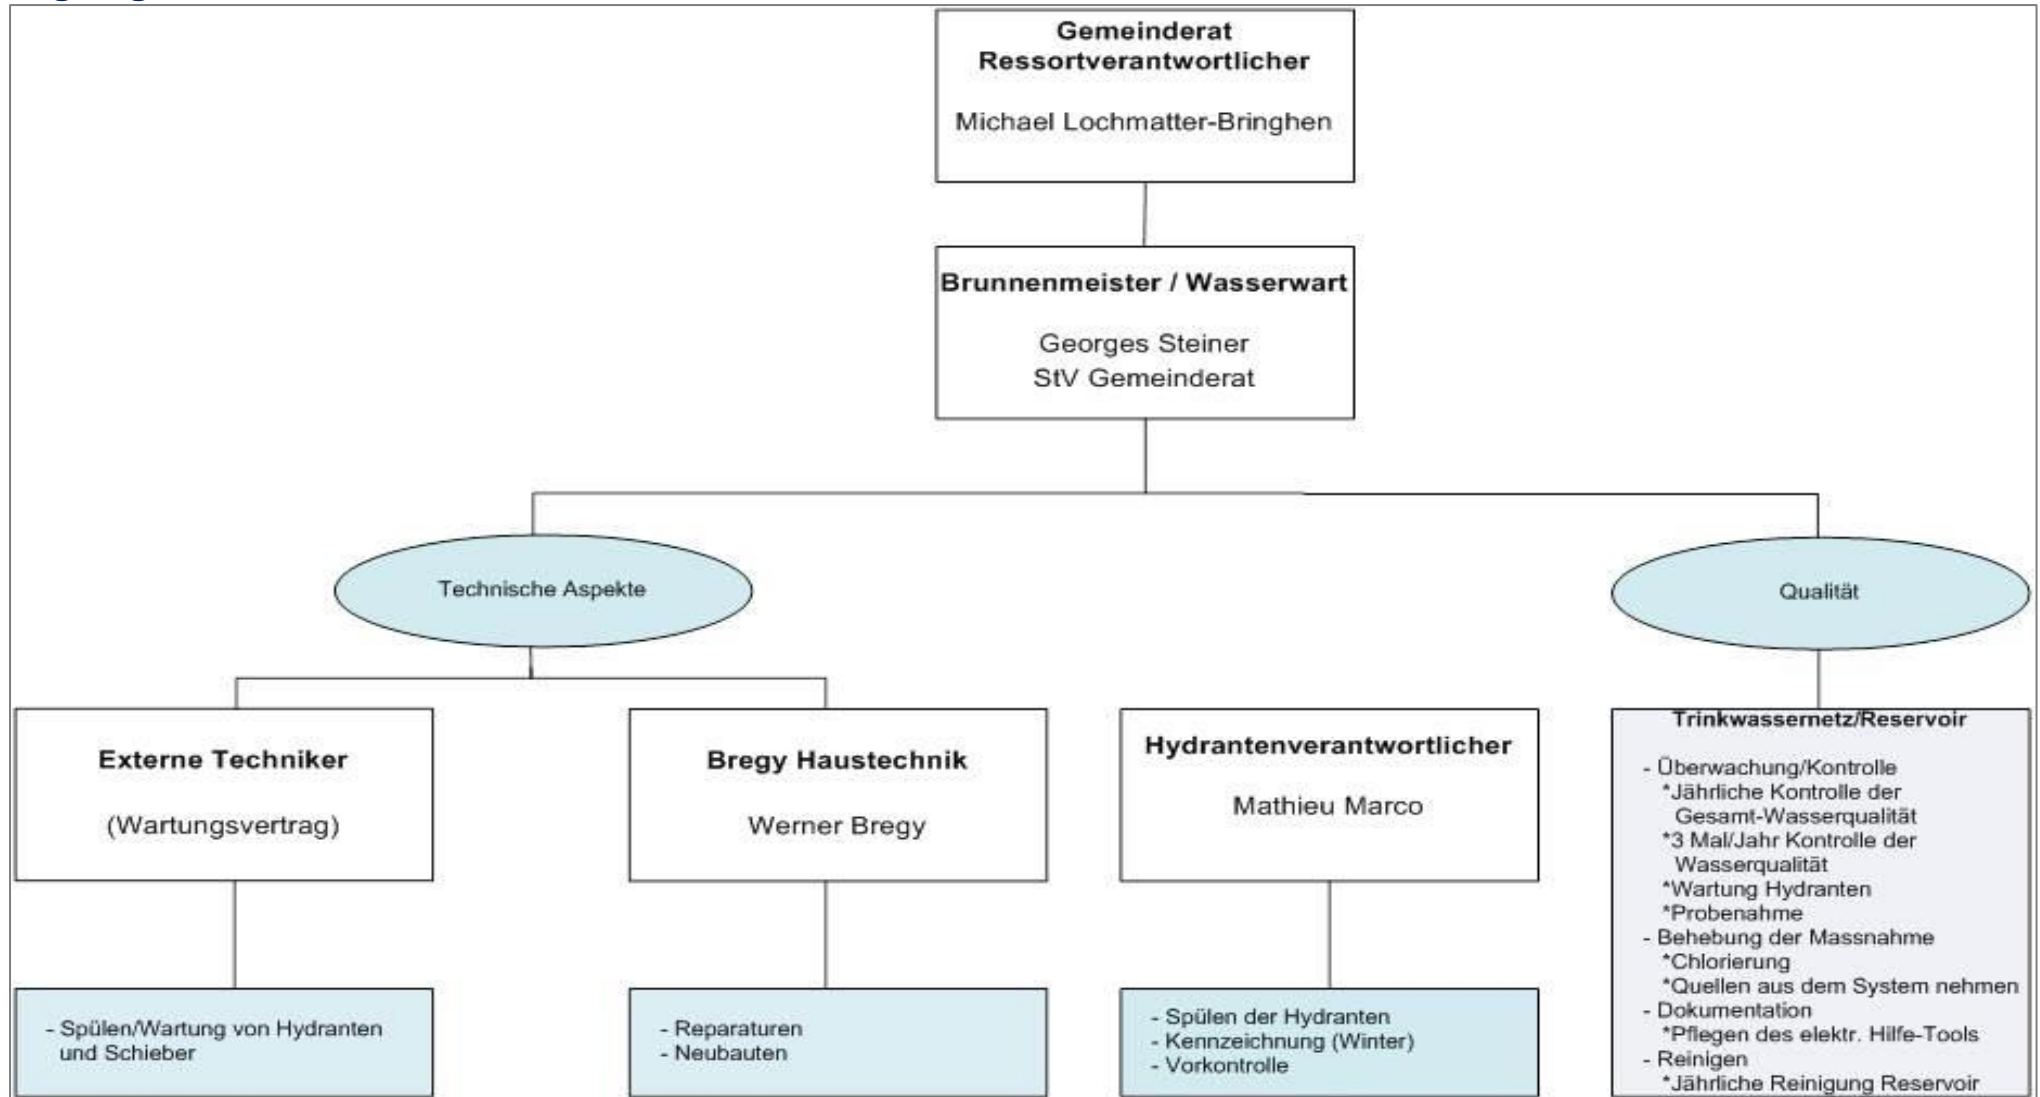 Gemeinderat
Ressortverantwortlicher
Michael Lochmatter-Bringhen
Brunnenmeister / Wasserwart
Georges Steiner
StV Gemeinderat
Technische Aspekte
Qualität
Externe Techniker
(Wartungsvertrag)
Bregy Haustechnik
Werner Bregy
Hydrantenverantwortlicher
Mathieu Marco
Trinkwassernetz/Reservoir
- Überwachung/Kontrolle
*Jährliche Kontrolle der
Gesamt-Wasserqualität
*3 Mal/Jahr Kontrolle der
Wasserqualität
*Wartung Hydranten
*Probenahme
- Behebung der Massnahme
*Chlorierung
*Quellen aus dem System nehmen
- Dokumentation
*Pflegen des elektr. Hilfe-Tools
- Reinigen
*Jährliche Reinigung Reservoir
- Spülen/Wartung von Hydranten
und Schieber
- Reparaturen
- Neubauten
- Spülen der Hydranten
- Kennzeichnung (Winter)
- Vorkontrolle